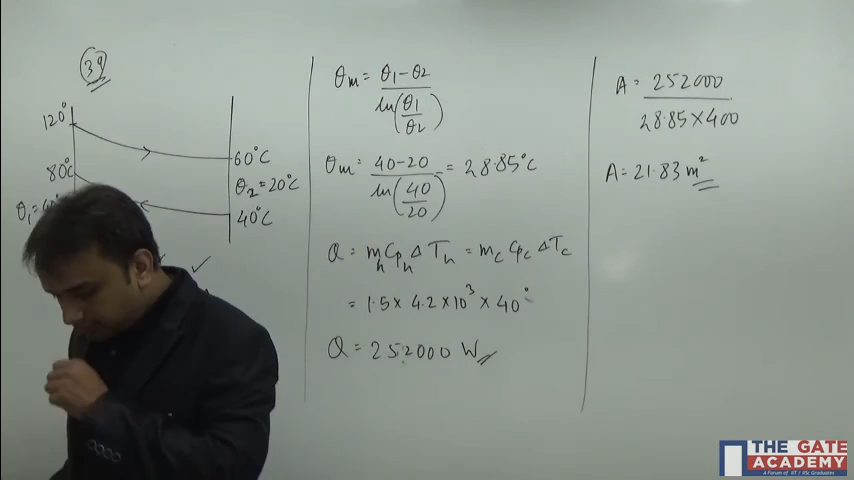 39
120°
80°C
θ₁=40°
60°C
θ₂=20°C
40°C
θm = θ₁-θ₂
ln(θ₁/θ₂)
θm = 40-20 = 28.85°C
ln(40/20)
Q = mₕCpₕΔTₕ = mcCpcΔTc
= 1.5 × 4.2×10³ × 40°
Q = 252000 W
A = 252000
28.85×400
A = 21.83 m²
THE GATE
ACADEMY
A Forum of IIT / IISc Graduates